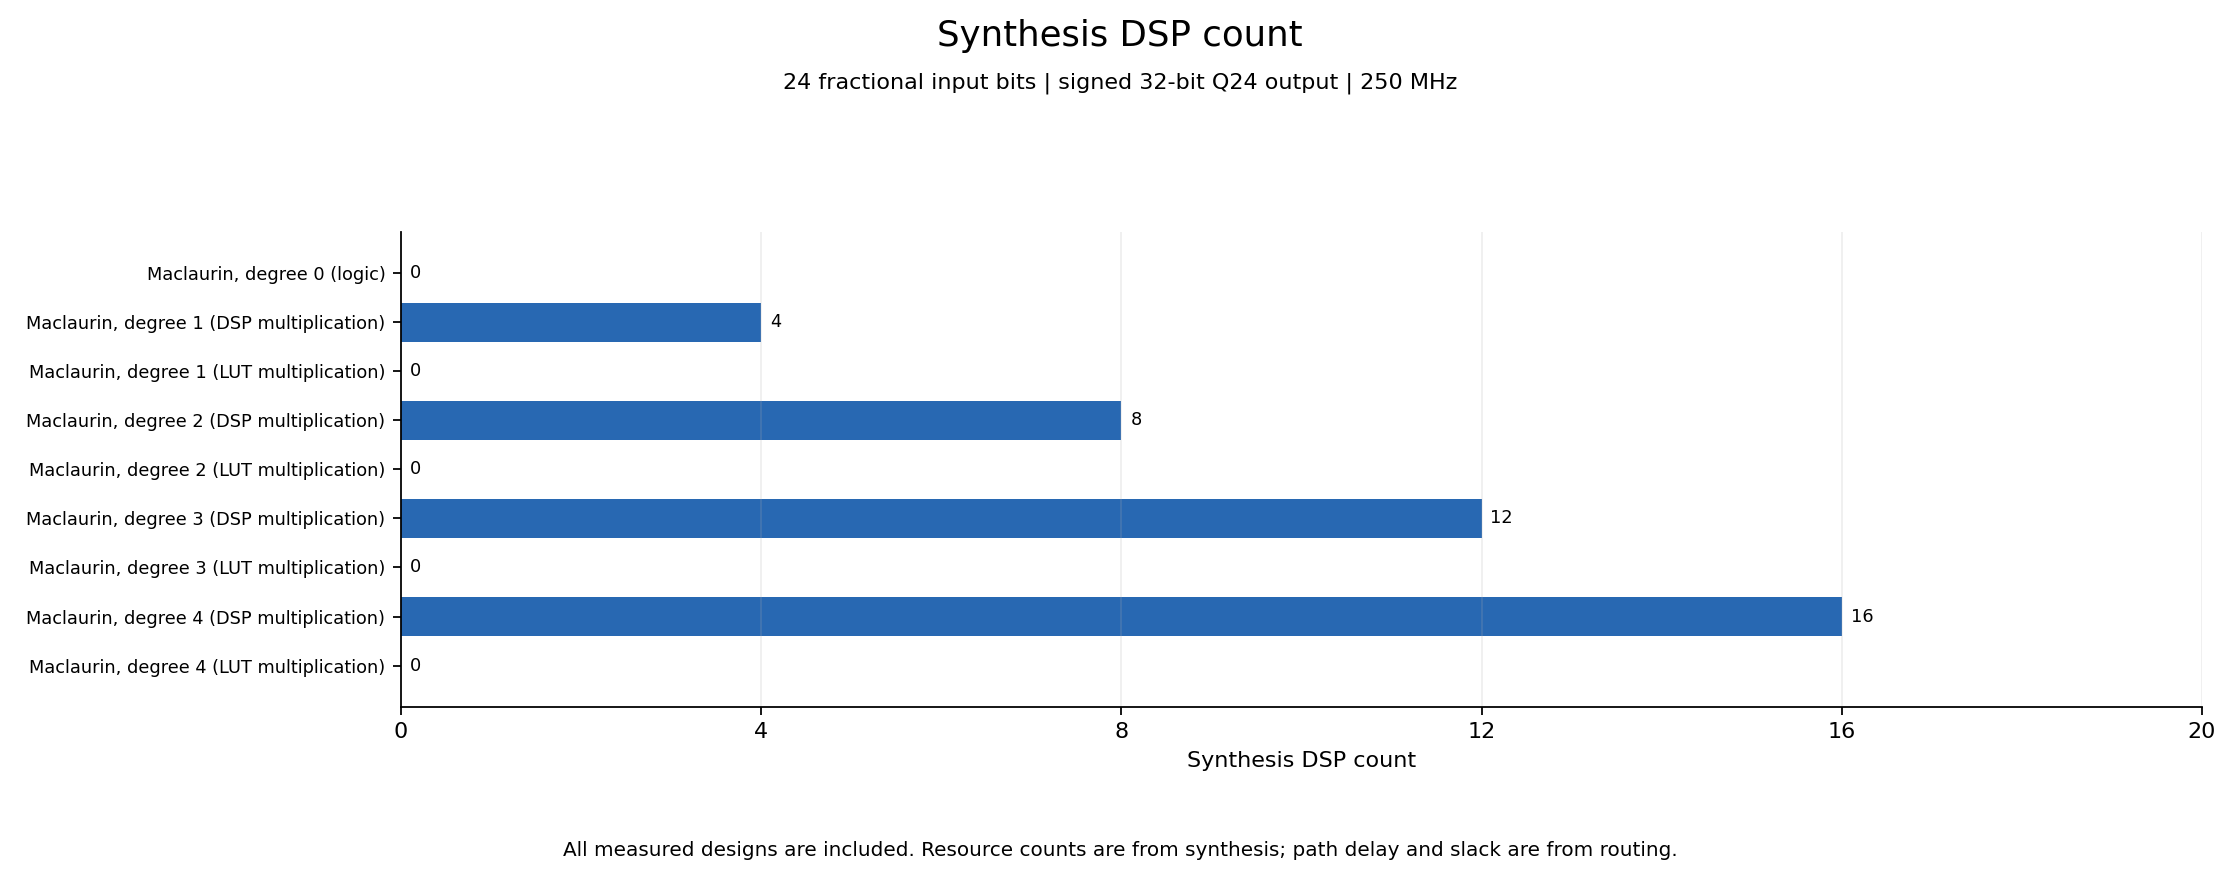 Synthesis DSP count
24 fractional input bits | signed 32-bit Q24 output | 250 MHz
Maclaurin, degree 0 (logic) 0
Maclaurin, degree 1 (DSP multiplication) 4
Maclaurin, degree 1 (LUT multiplication) 0
Maclaurin, degree 2 (DSP multiplication) 8
Maclaurin, degree 2 (LUT multiplication) 0
Maclaurin, degree 3 (DSP multiplication) 12
Maclaurin, degree 3 (LUT multiplication) 0
Maclaurin, degree 4 (DSP multiplication) 16
Maclaurin, degree 4 (LUT multiplication) 0
0 4 8 12 16 20
Synthesis DSP count
All measured designs are included. Resource counts are from synthesis; path delay and slack are from routing.